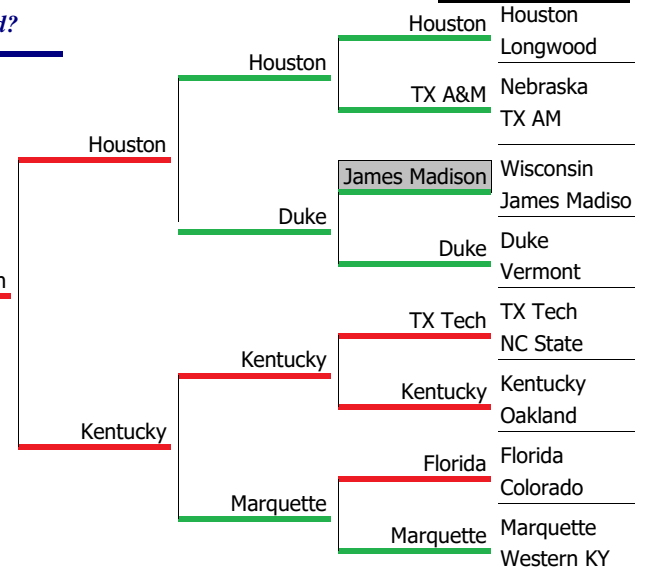 d?
Houston
Longwood
Nebraska
TX AM
Wisconsin
James Madiso
Duke
Vermont
TX Tech
NC State
Kentucky
Oakland
Florida
Colorado
Marquette
Western KY
Houston
TX A&M
James Madison
Duke
TX Tech
Kentucky
Florida
Marquette
Houston
Duke
Kentucky
Marquette
Houston
Kentucky
n